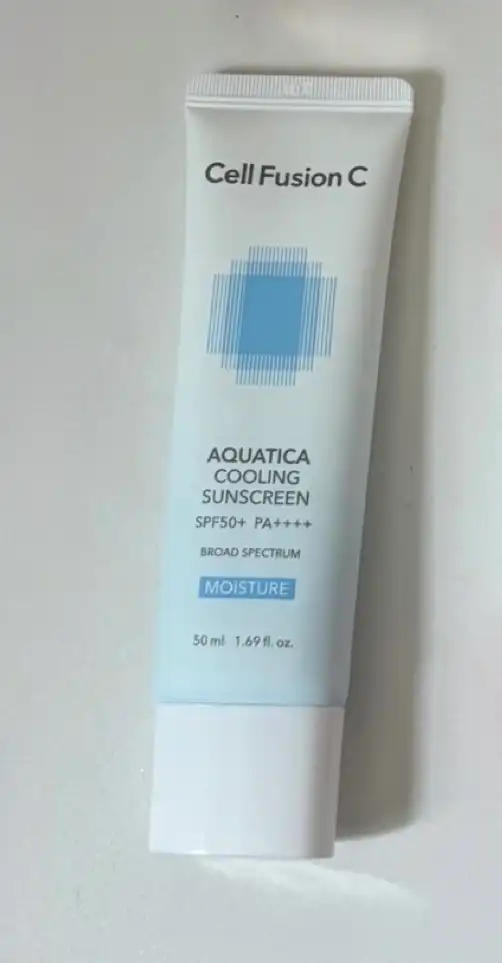 Cell Fusion C
AQUATICA
COOLING
SUNSCREEN
SPF50+ PA++++
BROAD SPECTRUM
MOISTURE
50 ml 1.69 fl. oz.